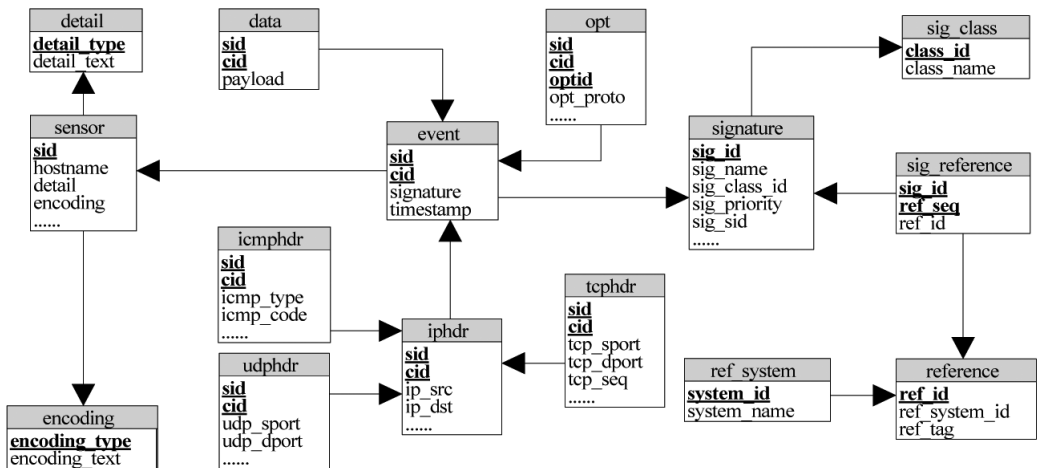 detail
detail_type
detail_text
data
sid
cid
payload
opt
sid
cid
optid
opt_proto
......
sig_class
class_id
class_name
sensor
sid
hostname
detail
encoding
......
event
sid
cid
signature
timestamp
signature
sig_id
sig_name
sig_class_id
sig_priority
sig_sid
......
sig_reference
sig_id
ref_seq
ref_id
icmphdr
sid
cid
icmp_type
icmp_code
......
iphdr
sid
cid
ip_src
ip_dst
......
tcphdr
sid
cid
tcp_sport
tcp_dport
tcp_seq
......
udphdr
sid
cid
udp_sport
udp_dport
......
ref_system
system_id
system_name
reference
ref_id
ref_system_id
ref_tag
encoding
encoding_type
encoding_text